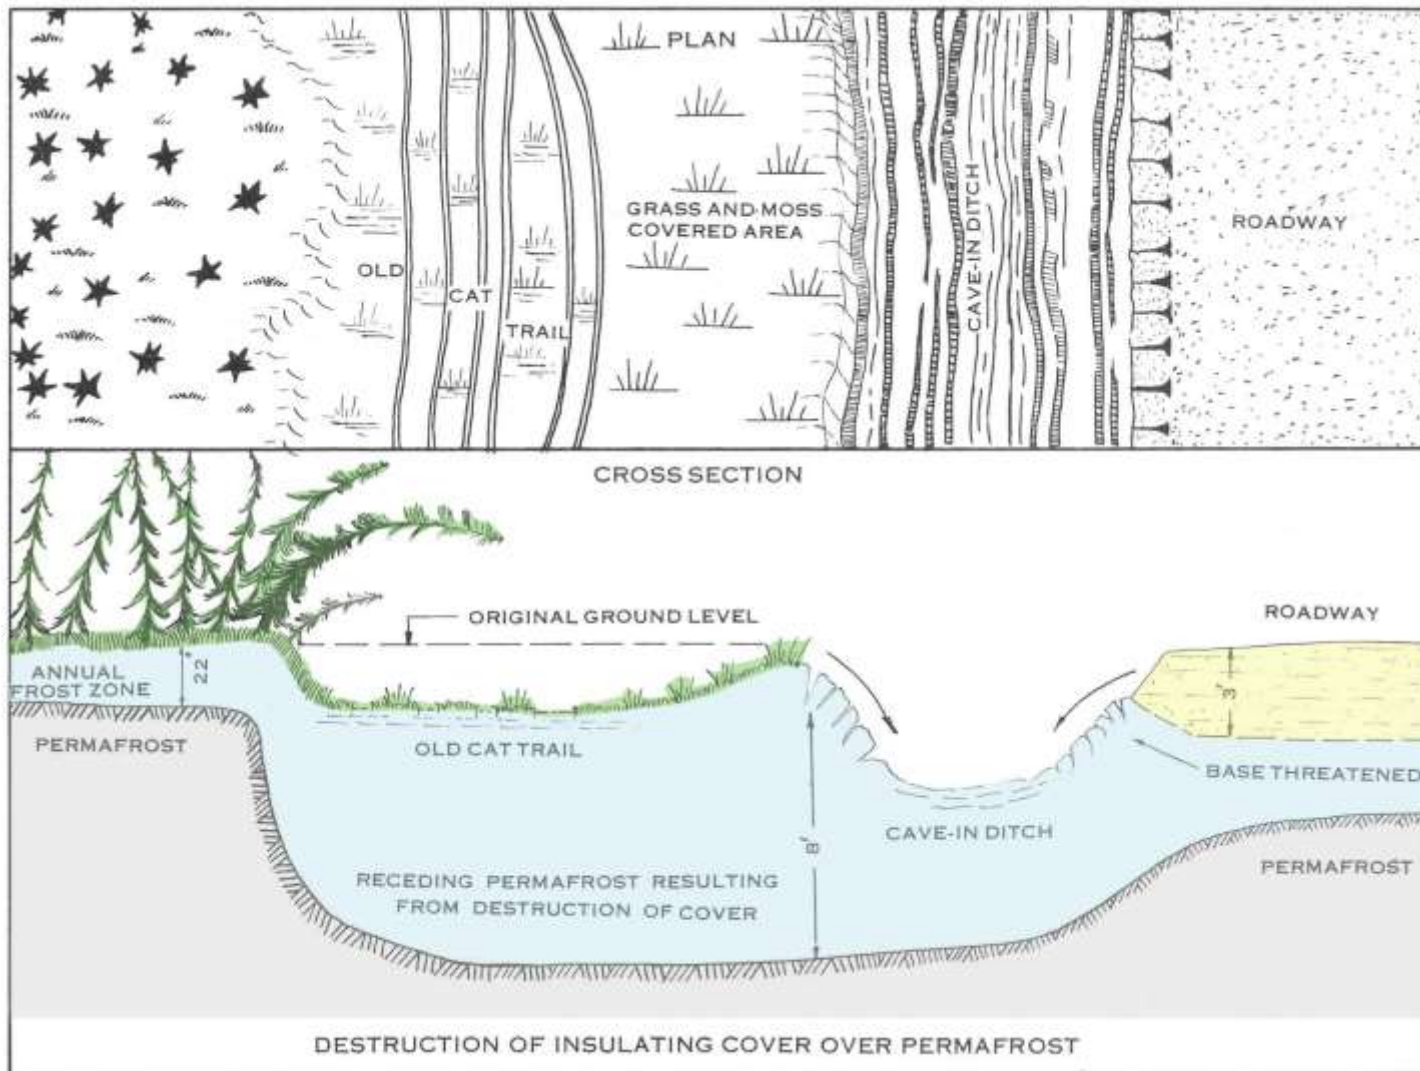 PLAN
GRASS AND MOSS
COVERED AREA
OLD
CAT
TRAIL
CAVE-IN DITCH
ROADWAY
CROSS SECTION
ORIGINAL GROUND LEVEL
ROADWAY
ANNUAL
FROST ZONE
22"
3'
PERMAFROST
OLD CAT TRAIL
BASE THREATENED
8'
CAVE-IN DITCH
PERMAFROST
RECEDING PERMAFROST RESULTING
FROM DESTRUCTION OF COVER
DESTRUCTION OF INSULATING COVER OVER PERMAFROST